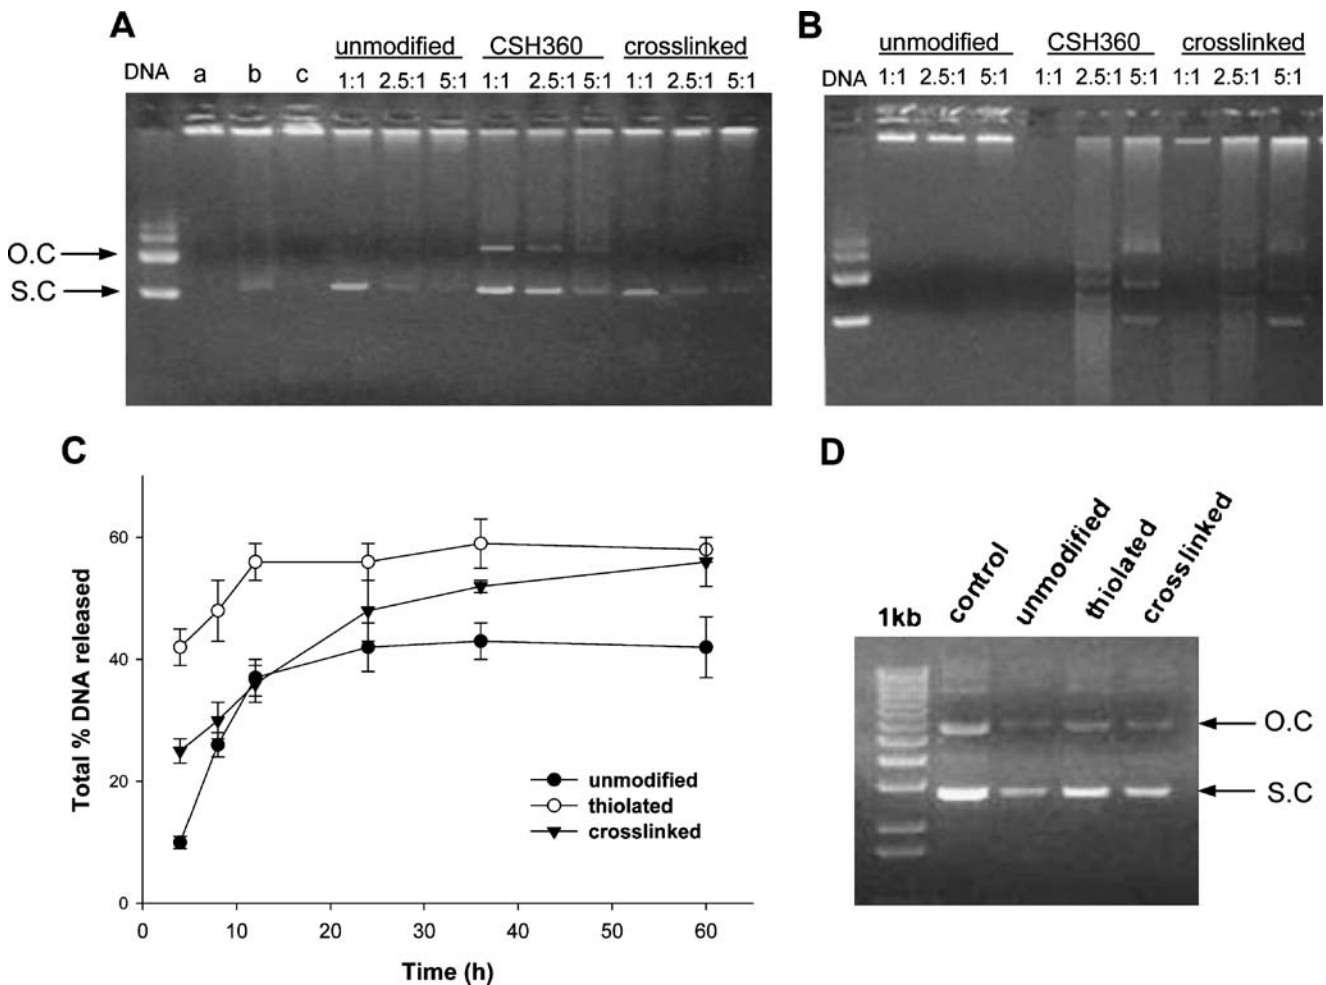 A
unmodified CSH360 crosslinked
DNA a b c 1:1 2.5:1 5:1 1:1 2.5:1 5:1 1:1 2.5:1 5:1
O.C
S.C
B
unmodified CSH360 crosslinked
DNA 1:1 2.5:1 5:1 1:1 2.5:1 5:1 1:1 2.5:1 5:1
C
Total % DNA released
60
40
20
0
0 10 20 30 40 50 60
Time (h)
unmodified
thiolated
crosslinked
D
1kb control unmodified thiolated crosslinked
O.C
S.C